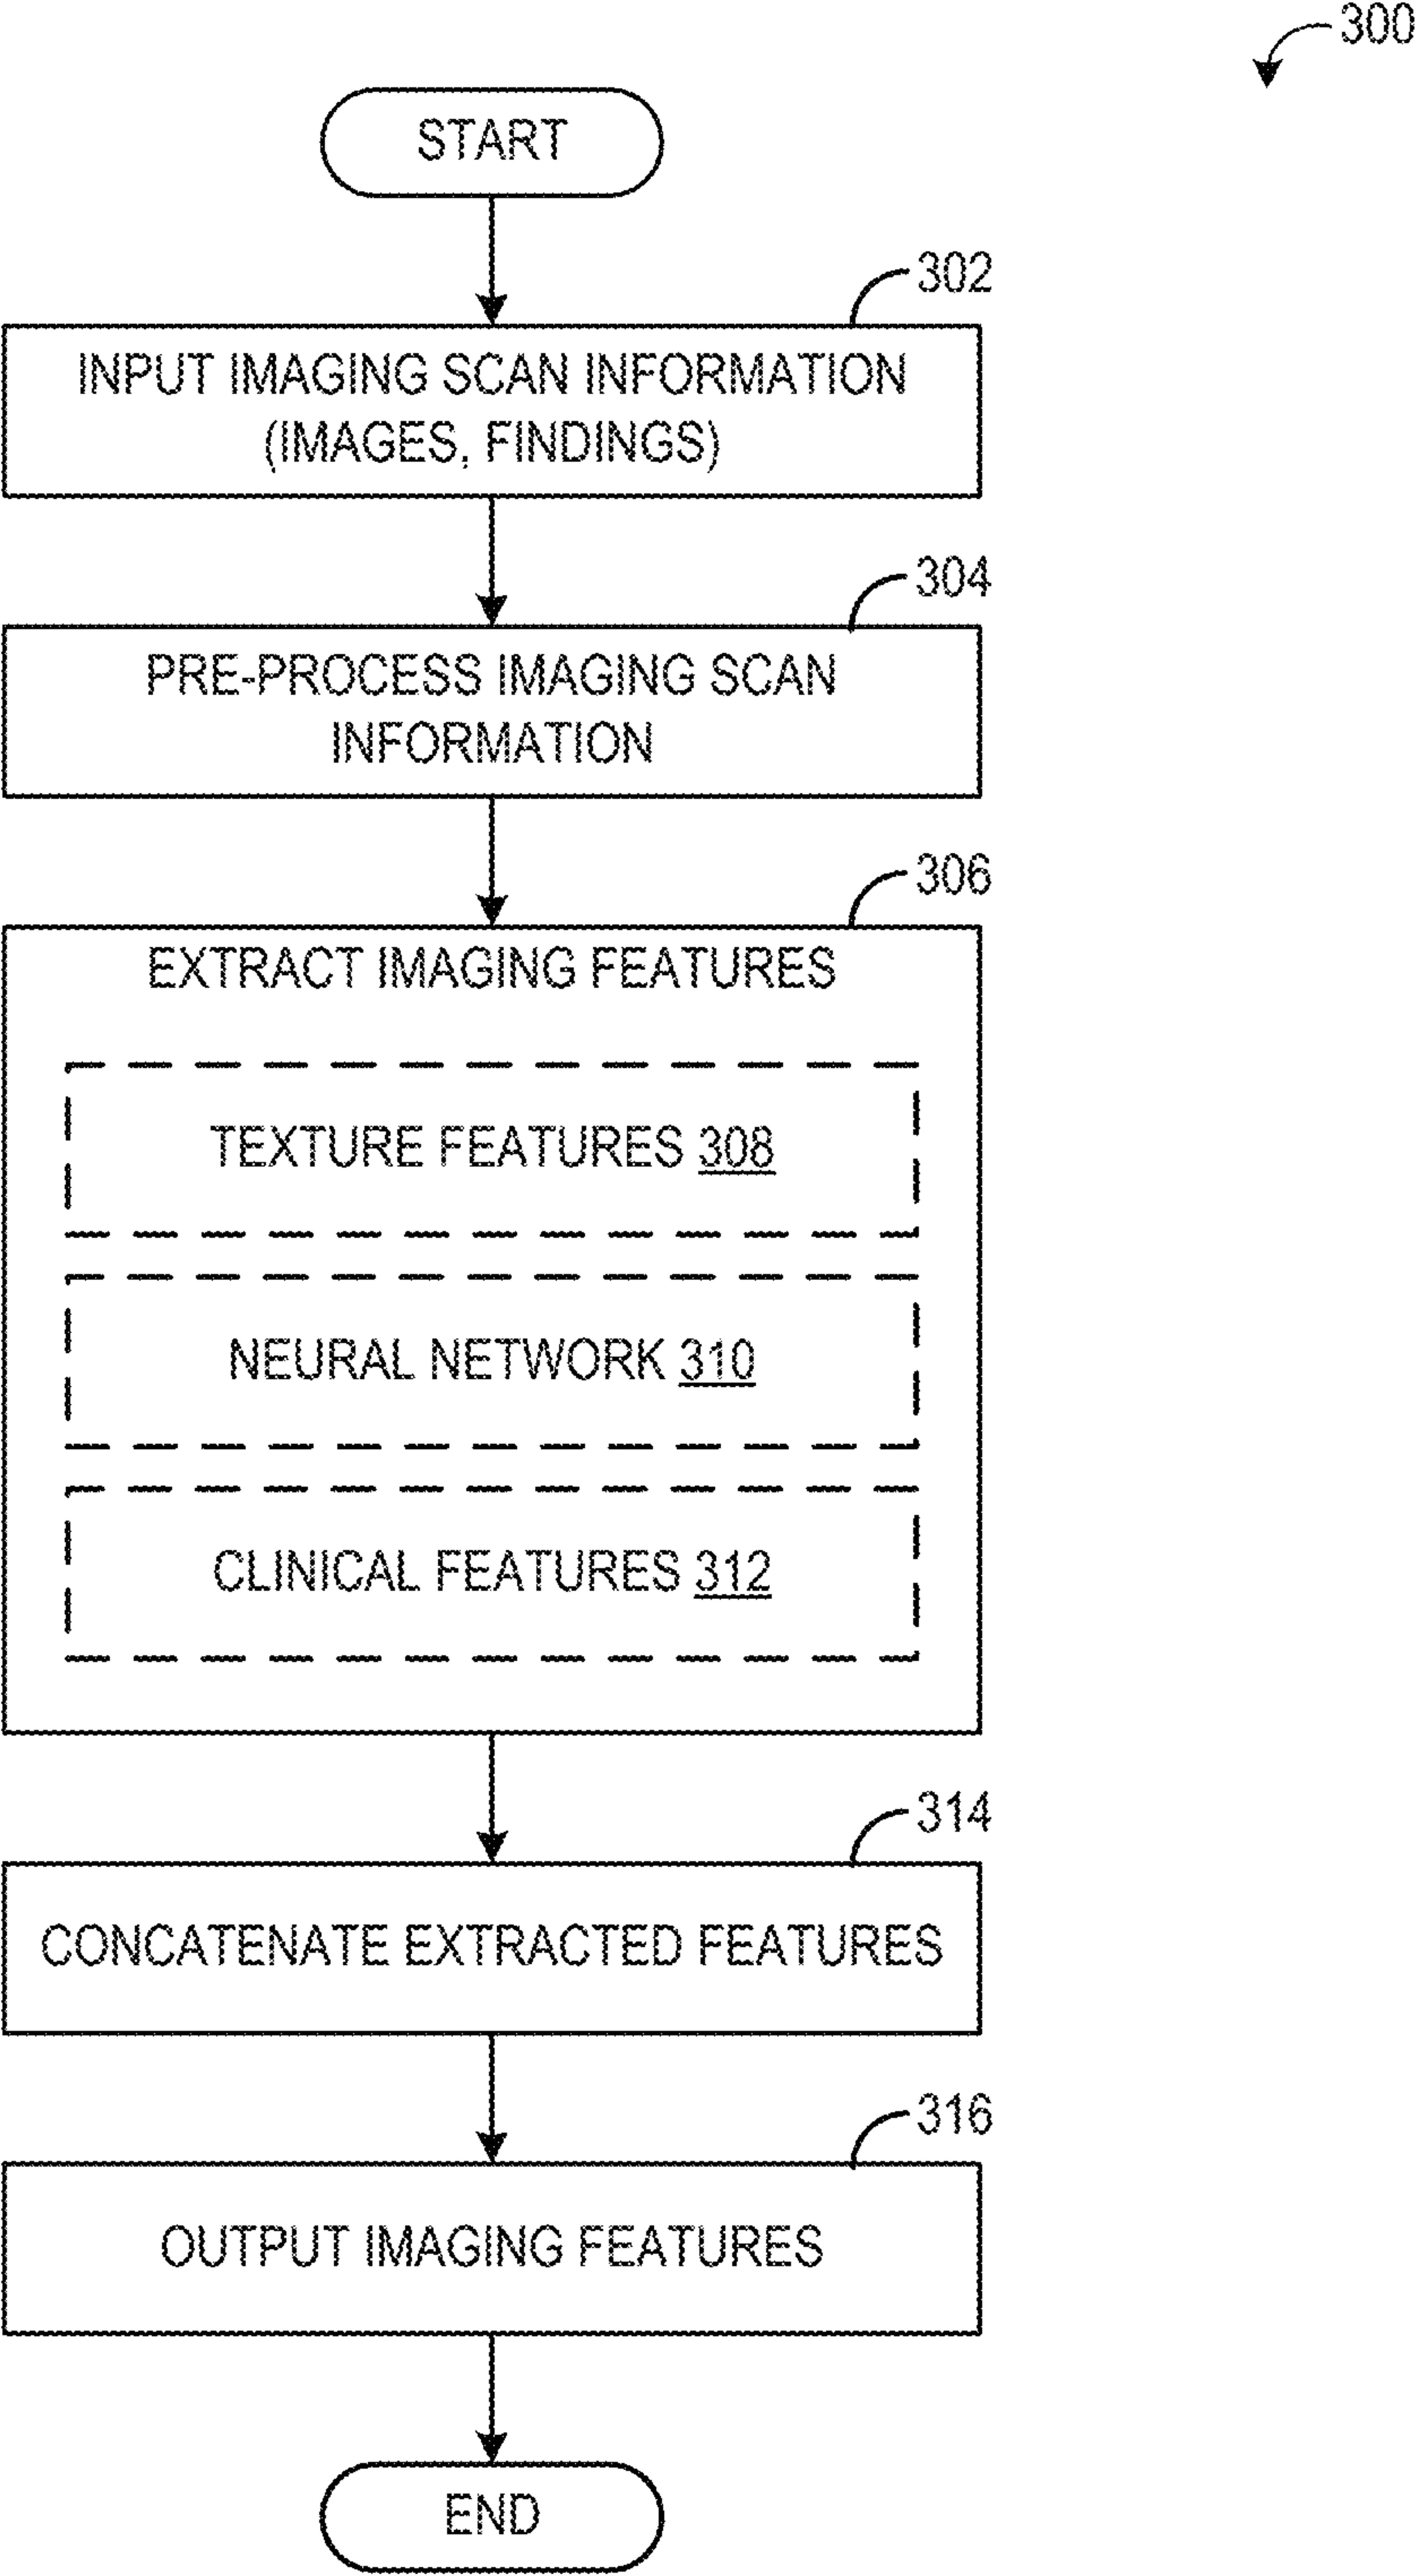 300
START
302
INPUT IMAGING SCAN INFORMATION
(IMAGES, FINDINGS)
304
PRE-PROCESS IMAGING SCAN
INFORMATION
306
EXTRACT IMAGING FEATURES
TEXTURE FEATURES 308
NEURAL NETWORK 310
CLINICAL FEATURES 312
314
CONCATENATE EXTRACTED FEATURES
316
OUTPUT IMAGING FEATURES
END